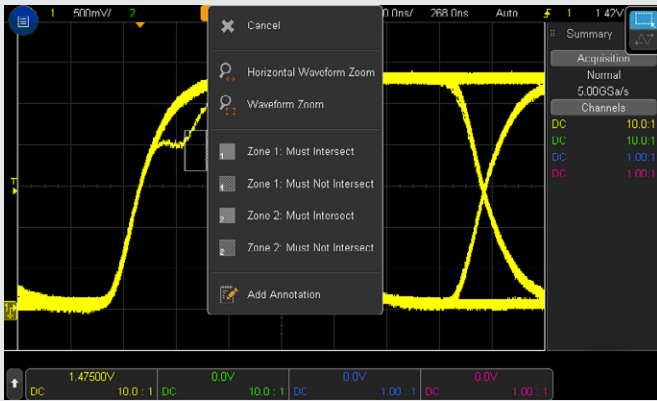 1 500mV/ 2 0.0ns/ 268.0ns Auto 1 1.42V
Cancel
Horizontal Waveform Zoom
Waveform Zoom
1 Zone 1: Must Intersect
1 Zone 1: Must Not Intersect
2 Zone 2: Must Intersect
2 Zone 2: Must Not Intersect
Add Annotation
Summary
Acquisition
Normal
5.00GSa/s
Channels
DC 10.0:1
DC 10.0:1
DC 1.00:1
DC 1.00:1
T
1.47500V 0.0V 0.0V 0.0V
DC 10.0 : 1 DC 10.0 : 1 DC 1.00 : 1 DC 1.00 : 1